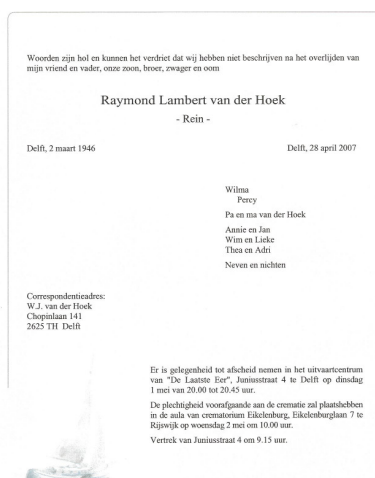 Woorden zijn hol en kunnen het verdriet dat wij hebben niet beschrijven na het overlijden van
mijn vriend en vader, onze zoon, broer, zwager en oom
Raymond Lambert van der Hoek
- Rein -
Delft, 2 maart 1946
Delft, 28 april 2007
Wilma
Percy
Pa en ma van der Hoek
Annie en Jan
Wim en Lieke
Thea en Adri
Neven en nichten
Correspondentieadres:
W.J. van der Hoek
Chopinlaan 141
2625 TH Delft
Er is gelegenheid tot afscheid nemen in het uitvaartcentrum
van "De Laatste Eer", Juniusstraat 4 te Delft op dinsdag
1 mei van 20.00 tot 20.45 uur.
De plechtigheid voorafgaande aan de crematie zal plaatshebben
in de aula van crematorium Eikelenburg, Eikelenburglaan 7 te
Rijswijk op woensdag 2 mei om 10.00 uur.
Vertrek van Juniusstraat 4 om 9.15 uur.